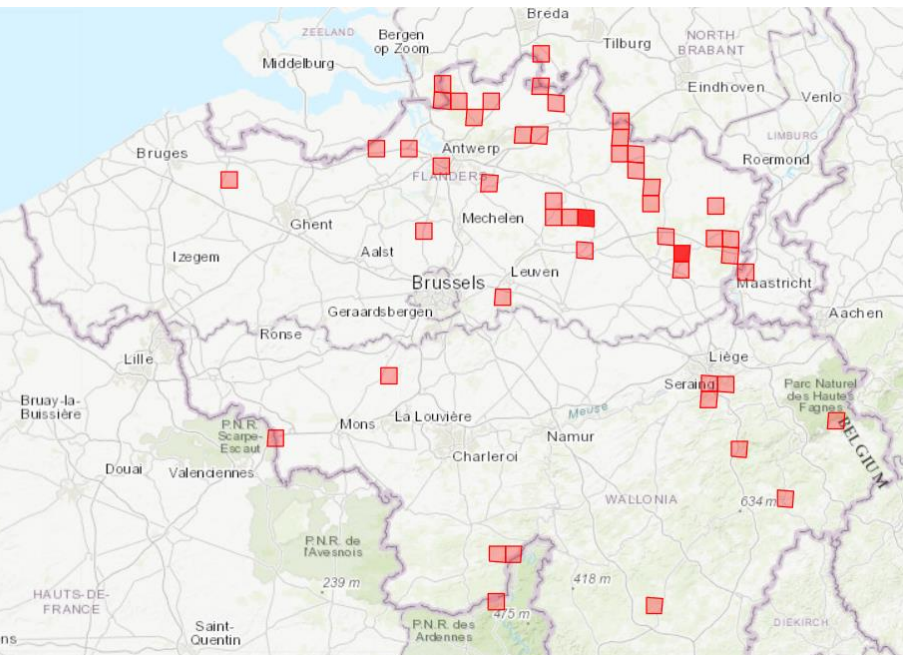 Breda
ZEELAND
Bergen
op Zoom
Tilburg
NORTH
BRABANT
Middelburg
Eindhoven
Venlo
LIMBURG
Bruges
Antwerp
Roermond
FLANDERS
Ghent
Mechelen
Aalst
Izegem
Leuven
Brussels
Maastricht
Geraardsbergen
Aachen
Ronse
Lille
Liège
Seraing
Parc Naturel
des Hautes
Fagnes
Bruay-la-
Buissière
Meuse
La Louvière
Mons
P.N.R.
Scarpe-
Escaut
Namur
BELGIUM
Charleroi
Douai
Valenciennes
WALLONIA
634 m
P.N.R. de
l'Avesnois
239 m
418 m
HAUTS-DE-
FRANCE
475 m
Saint-
Quentin
P.N.R. des
Ardennes
DIEKIRCH
ns